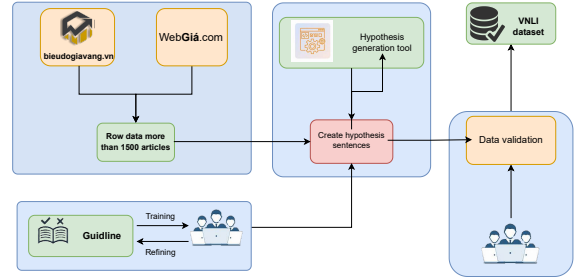 bieudogiavang.vn
WebGiá.com
Row data more
than 1500 articles
Hypothesis
generation tool
Create hypothesis
sentences
VNLI
dataset
Data validation
Guidline
Training
Refining